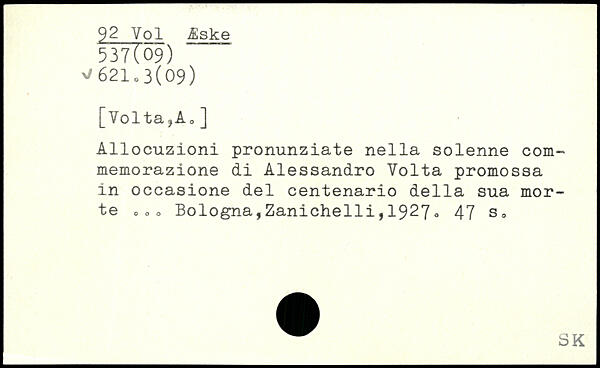 92 Vol Æske
537(09)
✓ 621.3(09)
[Volta,A.]
Allocuzioni pronunziate nella solenne com-
memorazione di Alessandro Volta promossa
in occasione del centenario della sua mor-
te ... Bologna,Zanichelli,1927. 47 s.
SK